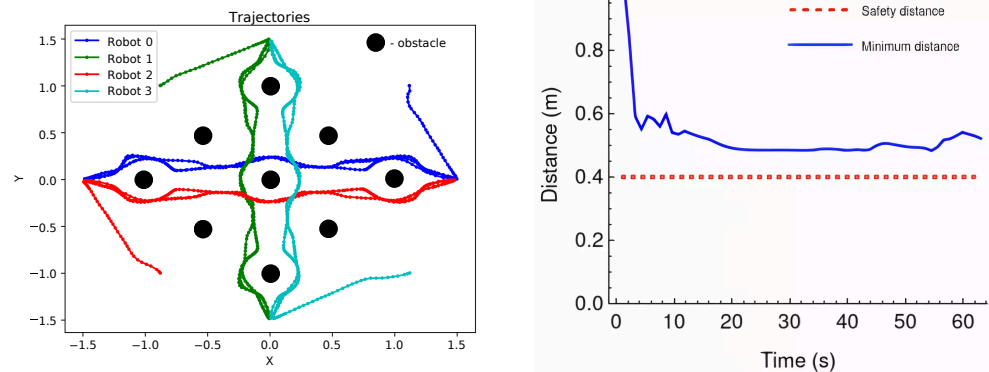 Trajectories
Robot 0
Robot 1
Robot 2
Robot 3
- obstacle
1.5
1.0
0.5
0.0
−0.5
−1.0
−1.5
Y
−1.5
−1.0
−0.5
0.0
0.5
1.0
1.5
X
Safety distance
Minimum distance
0.8
0.6
0.4
0.2
0.0
Distance (m)
0
10
20
30
40
50
60
Time (s)